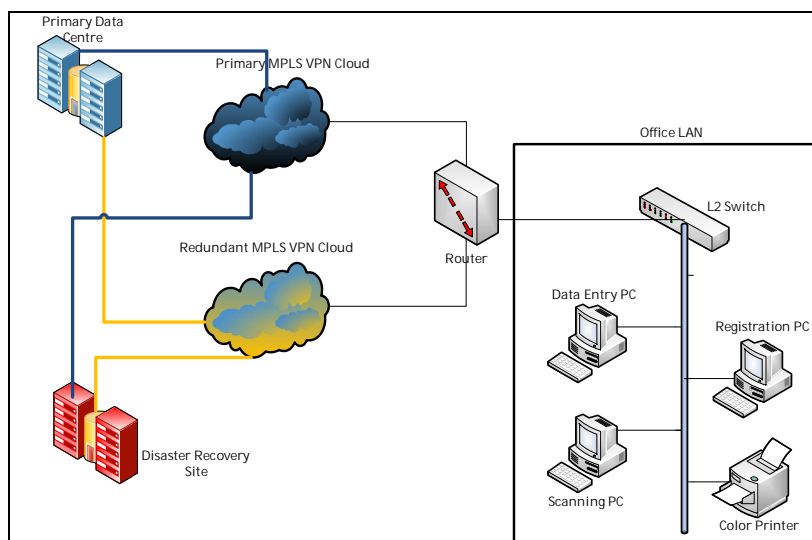 Primary Data
Centre
Primary MPLS VPN Cloud
Office LAN
L2 Switch
Redundant MPLS VPN Cloud
Router
Data Entry PC
Registration PC
Disaster Recovery
Site
Scanning PC
Color Printer